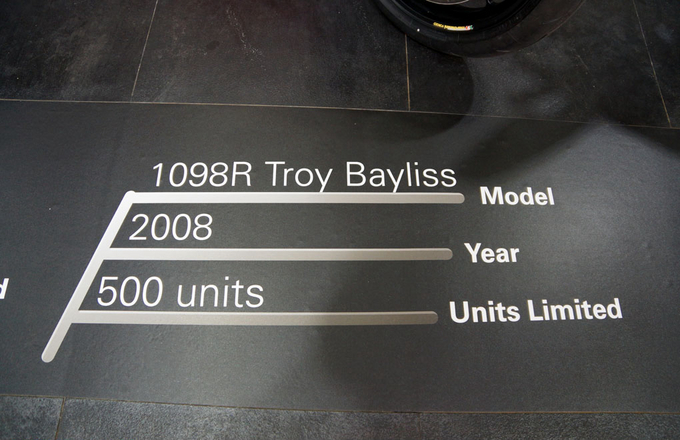 1098R Troy Bayliss
Model
2008
Year
500 units
Units Limited